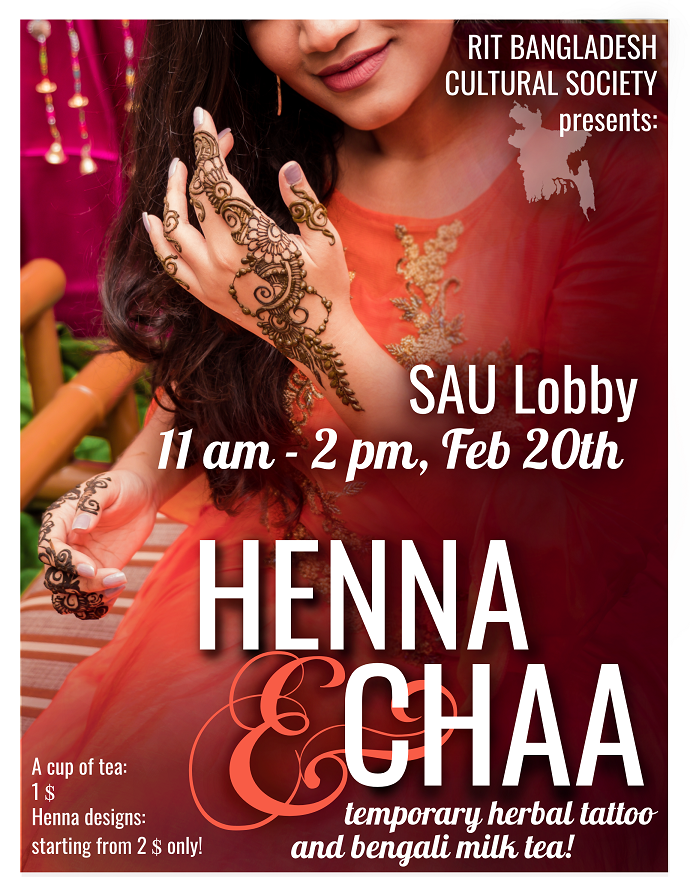 RIT BANGLADESH
CULTURAL SOCIETY
presents:
SAU Lobby
11 am - 2 pm, Feb 20th
HENNA
& CHAA
temporary herbal tattoo
and bengali milk tea!
A cup of tea:
1 $
Henna designs:
starting from 2 $ only!